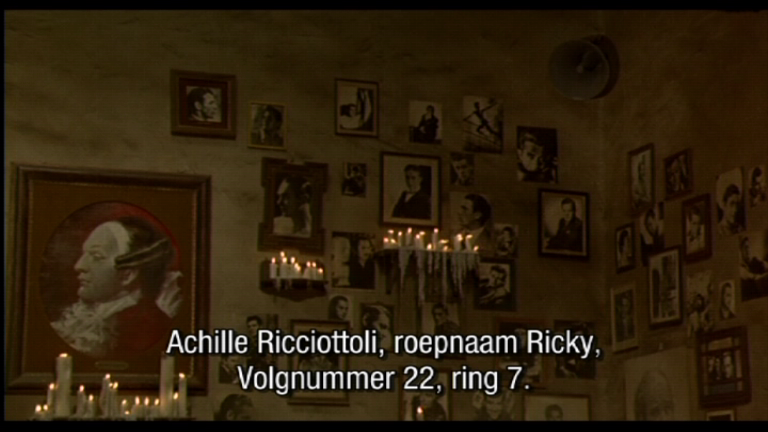 Achille Ricciottoli, roepnaam Ricky,
Volgnummer 22, ring 7.